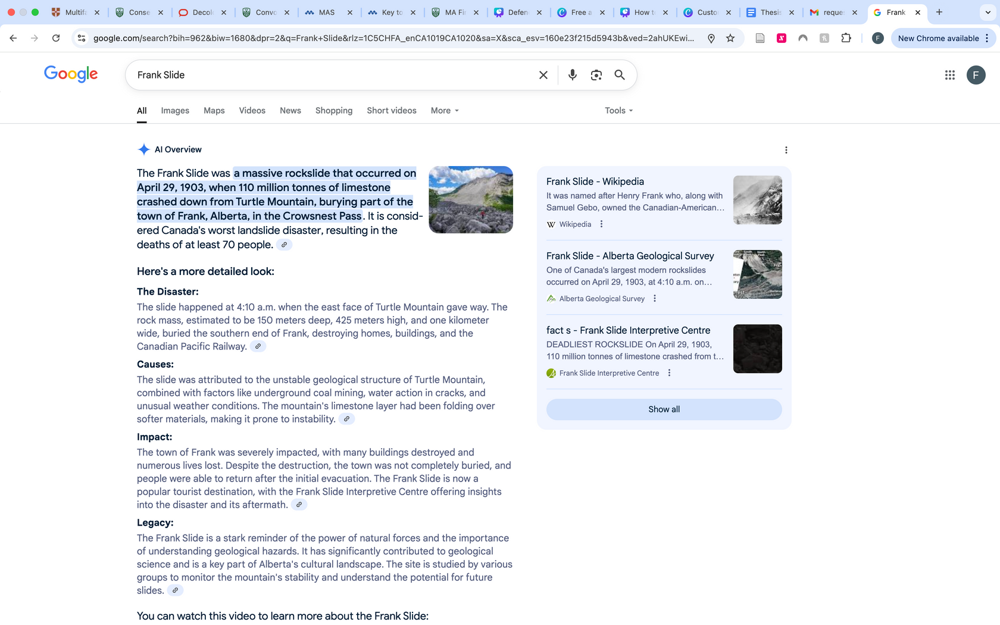 Multifa
Conse
Decolo
Convo
MAS
Key to
MA Fin
Defen
Free a
How to
Custo
Thesis
reques
Frank
google.com/search?bih=962&biw=1680&dpr=2&q=Frank+Slide&rlz=1C5CHFA_enCA1019CA1020&sa=X&sca_esv=160e23f215d5943b&ved=2ahUKEwi...
F
New Chrome available
Google
Frank Slide
F
All
Images
Maps
Videos
News
Shopping
Short videos
More
Tools
AI Overview
The Frank Slide was a massive rockslide that occurred on
April 29, 1903, when 110 million tonnes of limestone
crashed down from Turtle Mountain, burying part of the
town of Frank, Alberta, in the Crowsnest Pass. It is consid-
ered Canada's worst landslide disaster, resulting in the
deaths of at least 70 people.
Here's a more detailed look:
The Disaster:
The slide happened at 4:10 a.m. when the east face of Turtle Mountain gave way. The
rock mass, estimated to be 150 meters deep, 425 meters high, and one kilometer
wide, buried the southern end of Frank, destroying homes, buildings, and the
Canadian Pacific Railway.
Causes:
The slide was attributed to the unstable geological structure of Turtle Mountain,
combined with factors like underground coal mining, water action in cracks, and
unusual weather conditions. The mountain's limestone layer had been folding over
softer materials, making it prone to instability.
Impact:
The town of Frank was severely impacted, with many buildings destroyed and
numerous lives lost. Despite the destruction, the town was not completely buried, and
people were able to return after the initial evacuation. The Frank Slide is now a
popular tourist destination, with the Frank Slide Interpretive Centre offering insights
into the disaster and its aftermath.
Legacy:
The Frank Slide is a stark reminder of the power of natural forces and the importance
of understanding geological hazards. It has significantly contributed to geological
science and is a key part of Alberta's cultural landscape. The site is studied by various
groups to monitor the mountain's stability and understand the potential for future
slides.
You can watch this video to learn more about the Frank Slide:
Frank Slide - Wikipedia
It was named after Henry Frank who, along with
Samuel Gebo, owned the Canadian-American...
W Wikipedia
Frank Slide - Alberta Geological Survey
One of Canada's largest modern rockslides
occurred on April 29, 1903, at 4:10 a.m. on...
Alberta Geological Survey
fact s - Frank Slide Interpretive Centre
DEADLIEST ROCKSLIDE On April 29, 1903,
110 million tonnes of limestone crashed from t...
Frank Slide Interpretive Centre
Show all